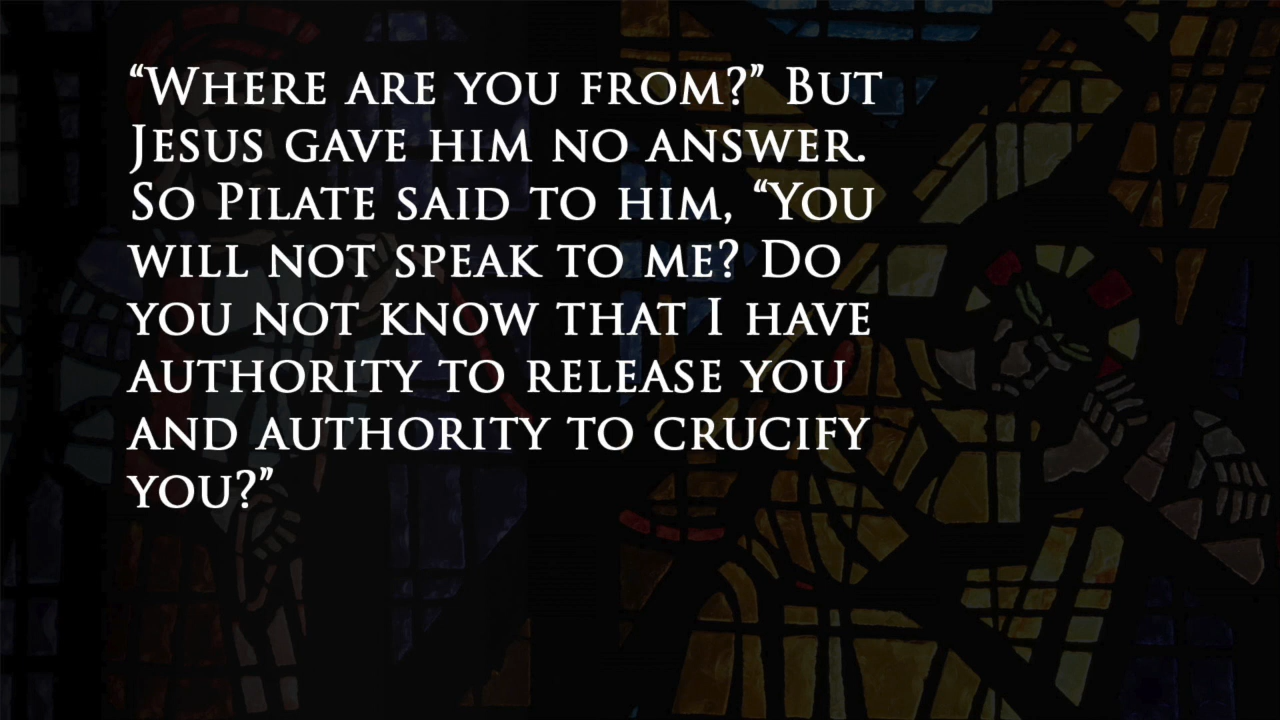 “Where are you from?” But
Jesus gave him no answer.
So Pilate said to him, “You
will not speak to me? Do
you not know that I have
authority to release you
and authority to crucify
you?”